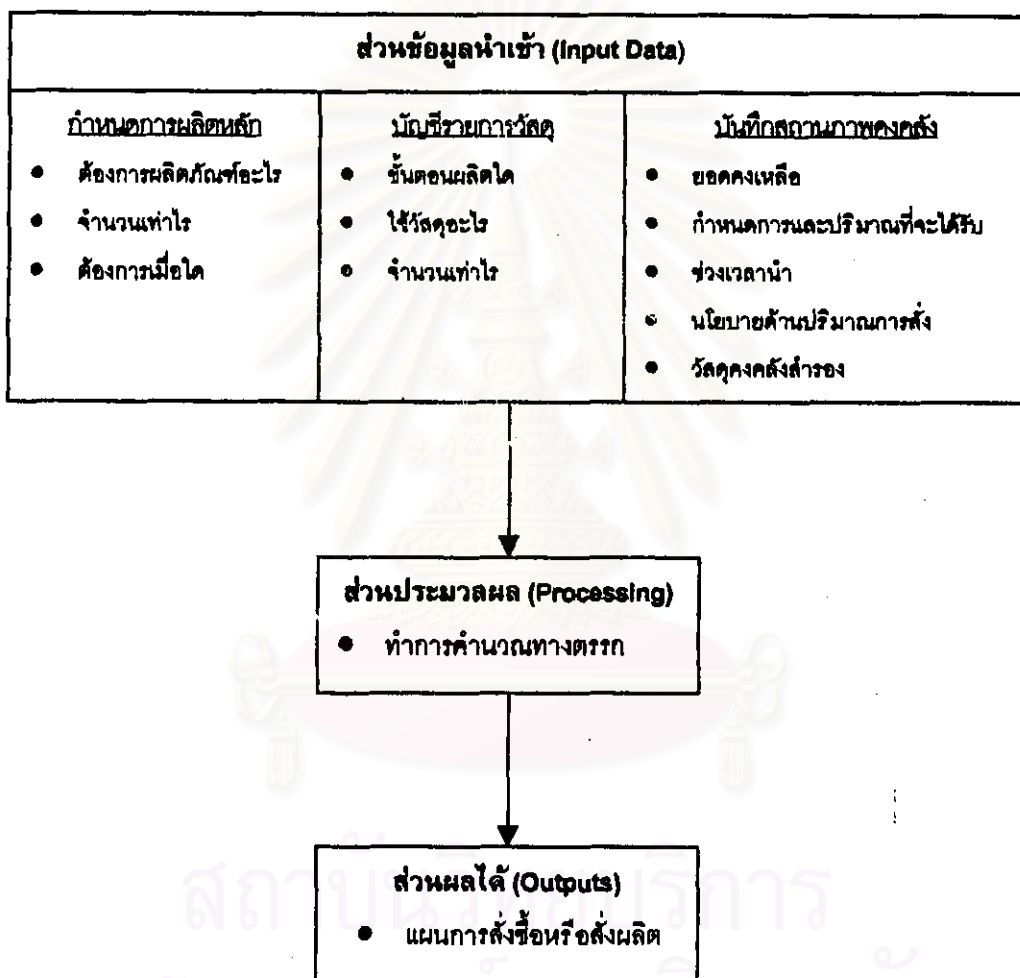 ส่วนข้อมูลนำเข้า (Input Data)
กำหนดการผลิตหลัก
● ต้องการผลิตภัณฑ์อะไร
● จำนวนเท่าไร
● ต้องการเมื่อใด
บัญชีรายการวัสดุ
● ขั้นตอนผลิตใด
● ใช้วัสดุอะไร
● จำนวนเท่าไร
บันทึกสถานภาพคงคลัง
● ยอดคงเหลือ
● กำหนดการและปริมาณที่จะได้รับ
● ช่วงเวลานำ
● นโยบายด้านปริมาณการสั่ง
● วัสดุคงคลังสำรอง
ส่วนประมวลผล (Processing)
● ทำการคำนวณทางตรรก
ส่วนผลได้ (Outputs)
● แผนการสั่งซื้อหรือสั่งผลิต
สถาบันวิทยบริการ